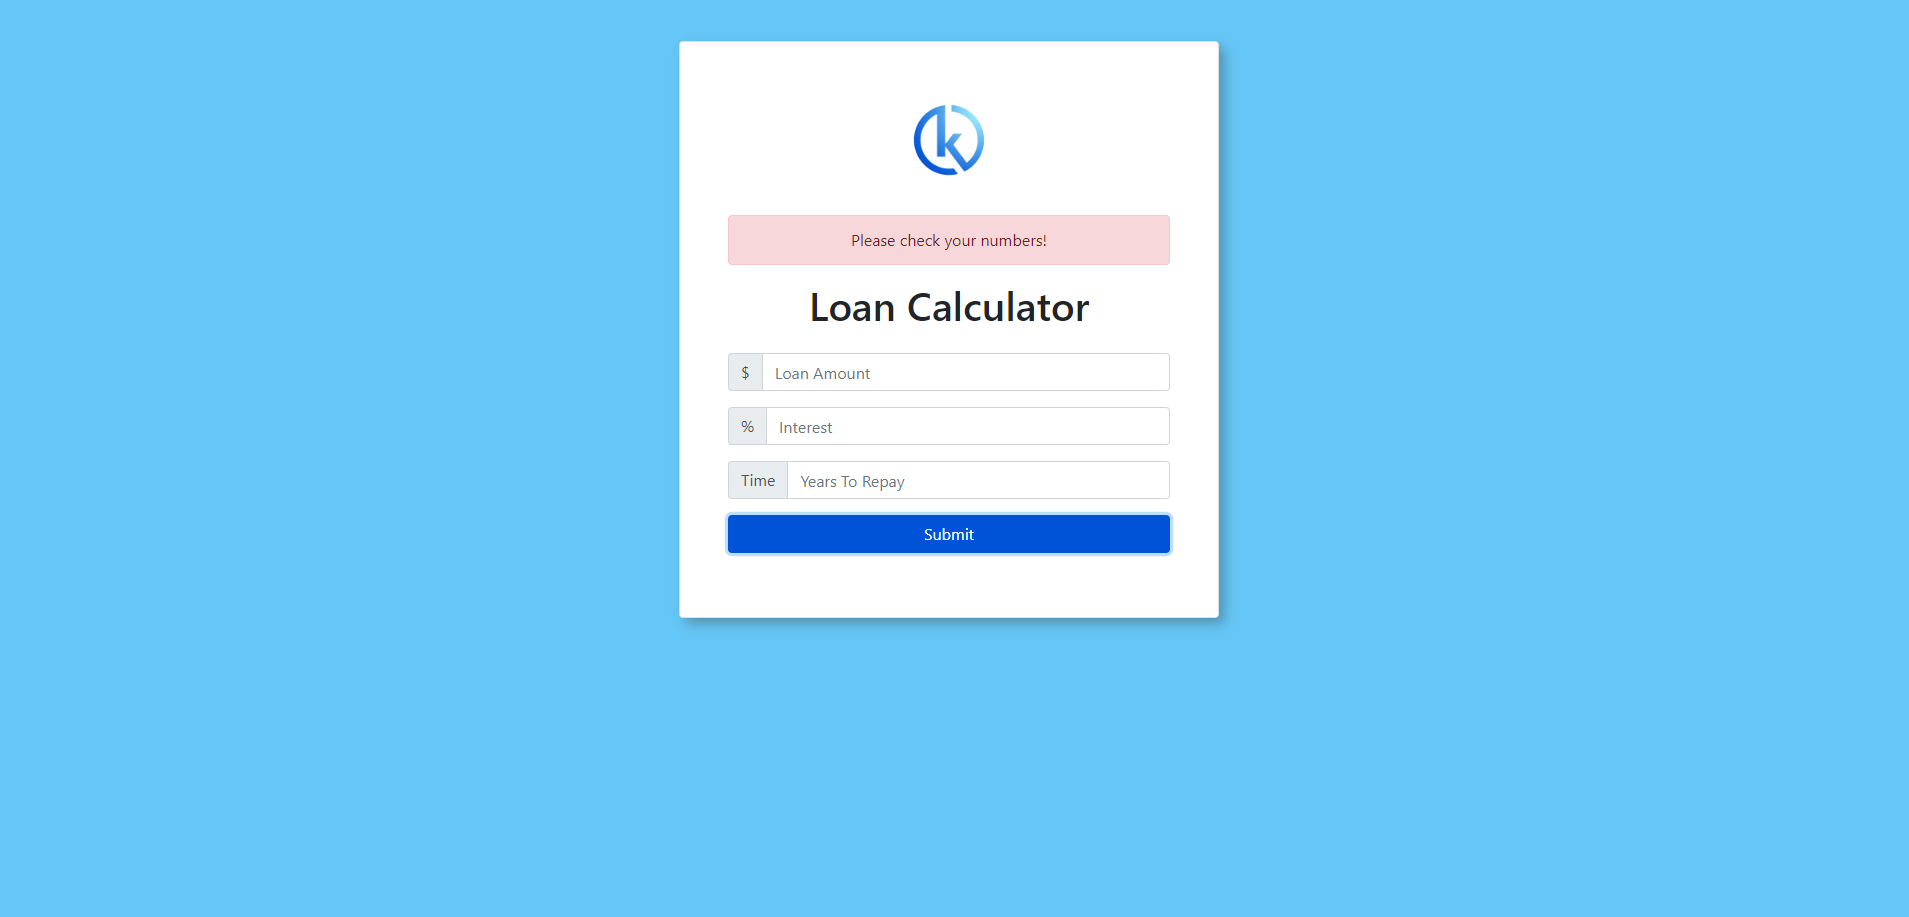 k
Please check your numbers!
Loan Calculator
$ Loan Amount
% Interest
Time Years To Repay
Submit